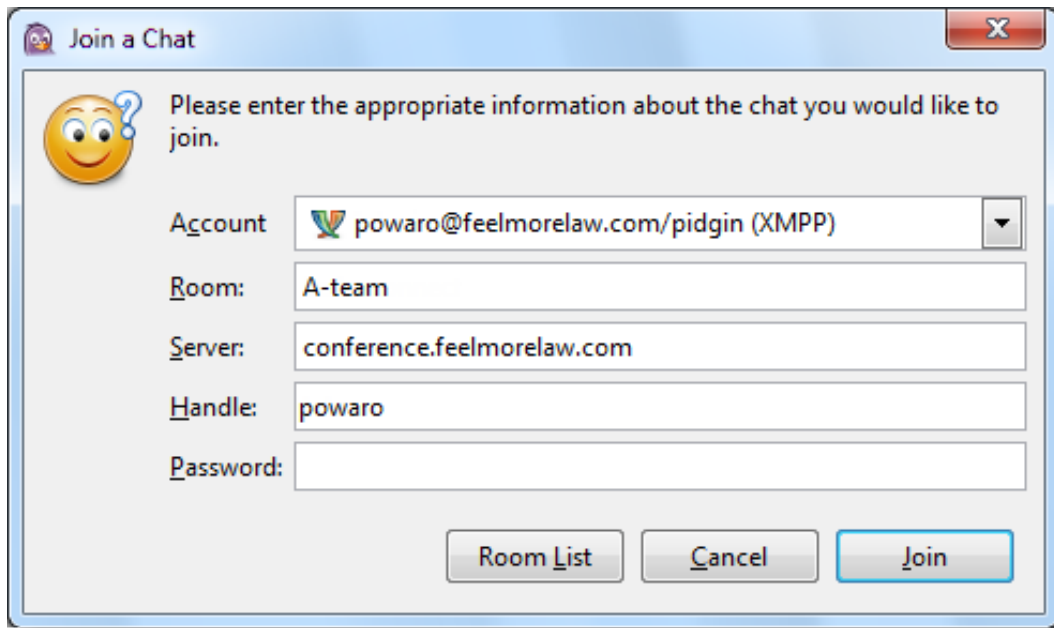 Join a Chat
Please enter the appropriate information about the chat you would like to
join.
Account powaro@feelmorelaw.com/pidgin (XMPP)
Room: A-team
Server: conference.feelmorelaw.com
Handle: powaro
Password:
Room List Cancel Join